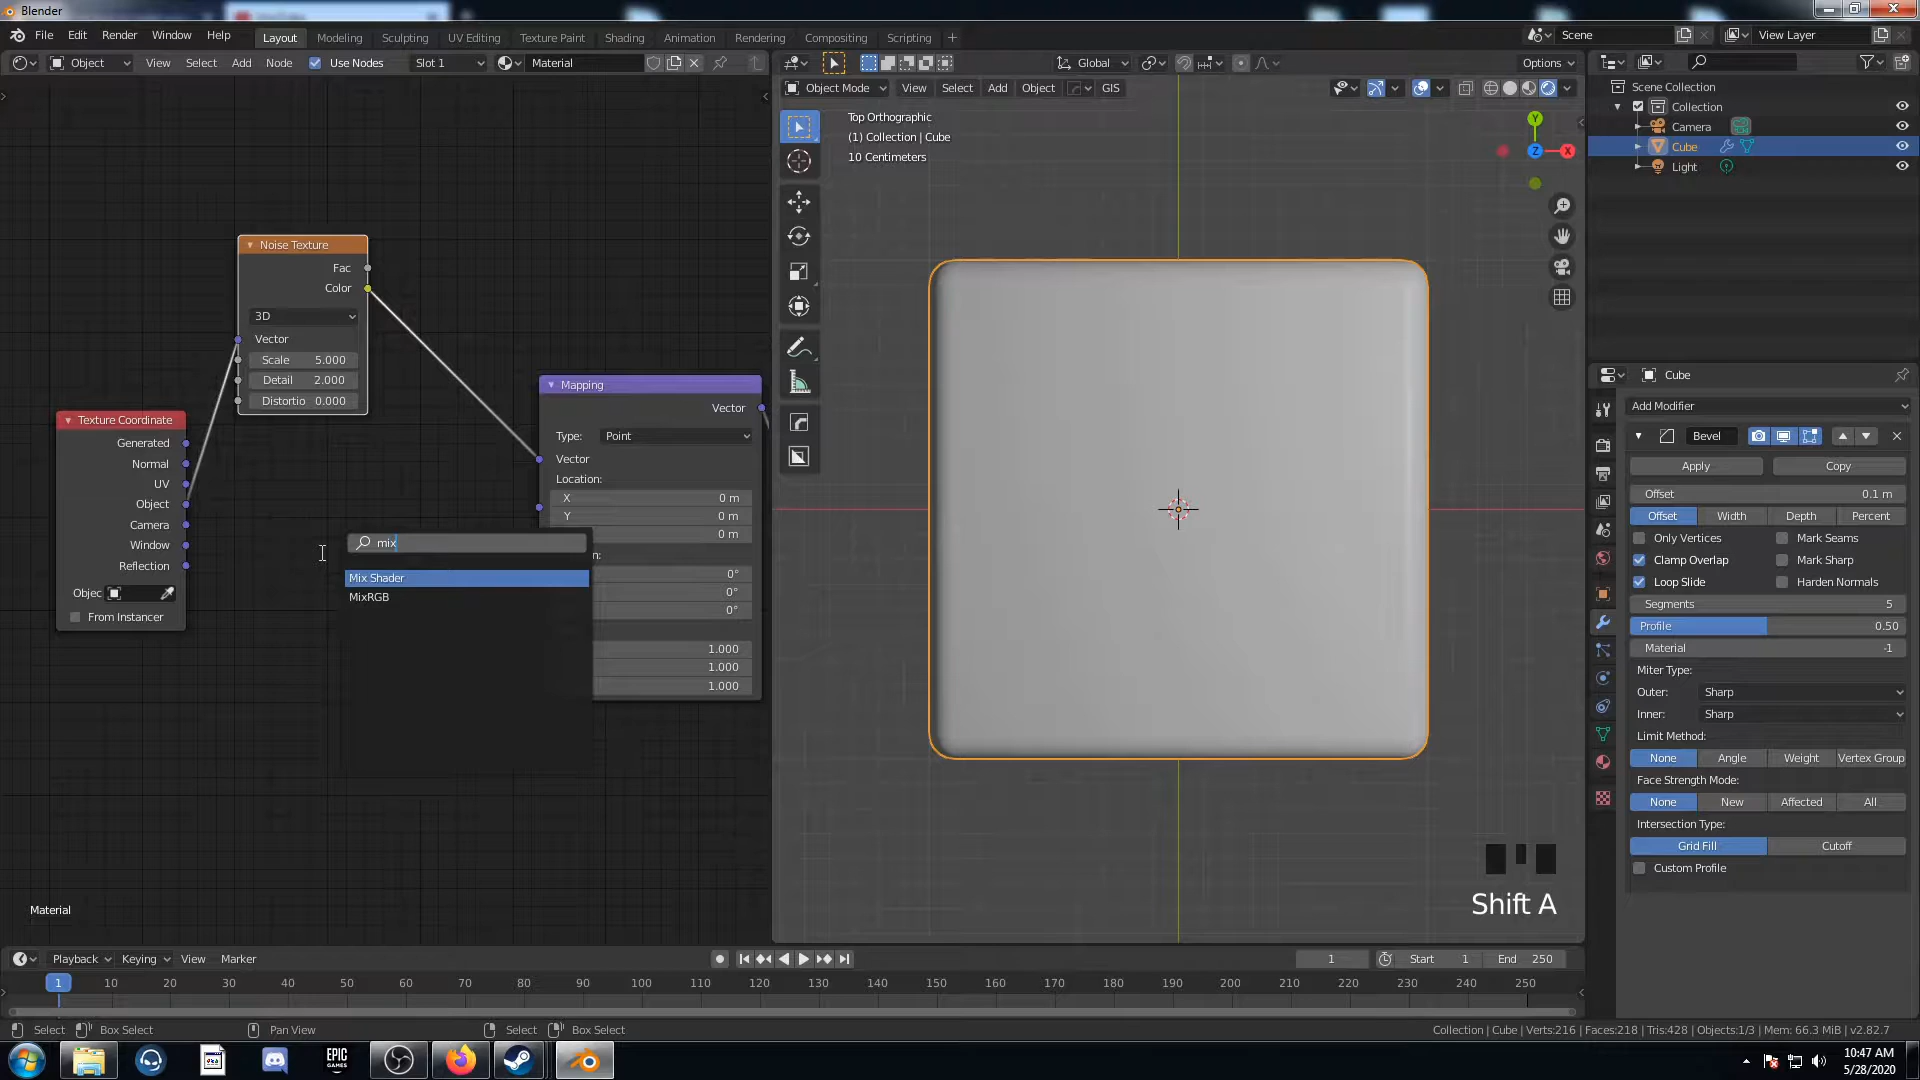 Blender
File Edit Render Window Help Layout Modeling Sculpting UV Editing Texture Paint Shading Animation Rendering Compositing Scripting + Scene View Layer
Object View Select Add Node Use Nodes Slot 1 Material Global Options
Object Mode View Select Add Object GIS
Scene Collection
Collection
Camera
Cube
Light
Top Orthographic
(1) Collection | Cube
10 Centimeters
Y
Z X
Noise Texture
Fac
Color
3D
Vector
Scale 5.000
Detail 2.000
Distortio 0.000
Texture Coordinate
Generated
Normal
UV
Object
Camera
Window
Reflection
Objec
From Instancer
Mapping
Vector
Type: Point
Vector
Location:
X 0 m
Y 0 m
0 m
n:
0°
0°
0°
1.000
1.000
1.000
mix
Mix Shader
MixRGB
Material
Shift A
Cube
Add Modifier
Bevel
Apply Copy
Offset 0.1 m
Offset Width Depth Percent
Only Vertices Mark Seams
Clamp Overlap Mark Sharp
Loop Slide Harden Normals
Segments 5
Profile 0.50
Material -1
Miter Type:
Outer: Sharp
Inner: Sharp
Limit Method:
None Angle Weight Vertex Group
Face Strength Mode:
None New Affected All
Intersection Type:
Grid Fill Cutoff
Custom Profile
Playback Keying View Marker 1 Start 1 End 250
1 10 20 30 40 50 60 70 80 90 100 110 120 130 140 150 160 170 180 190 200 210 220 230 240 250
Select Box Select Pan View Select Box Select Collection | Cube | Verts:216 | Faces:218 | Tris:428 | Objects:1/3 | Mem: 66.3 MiB | v2.82.7
EPIC
GAMES
10:47 AM
5/28/2020